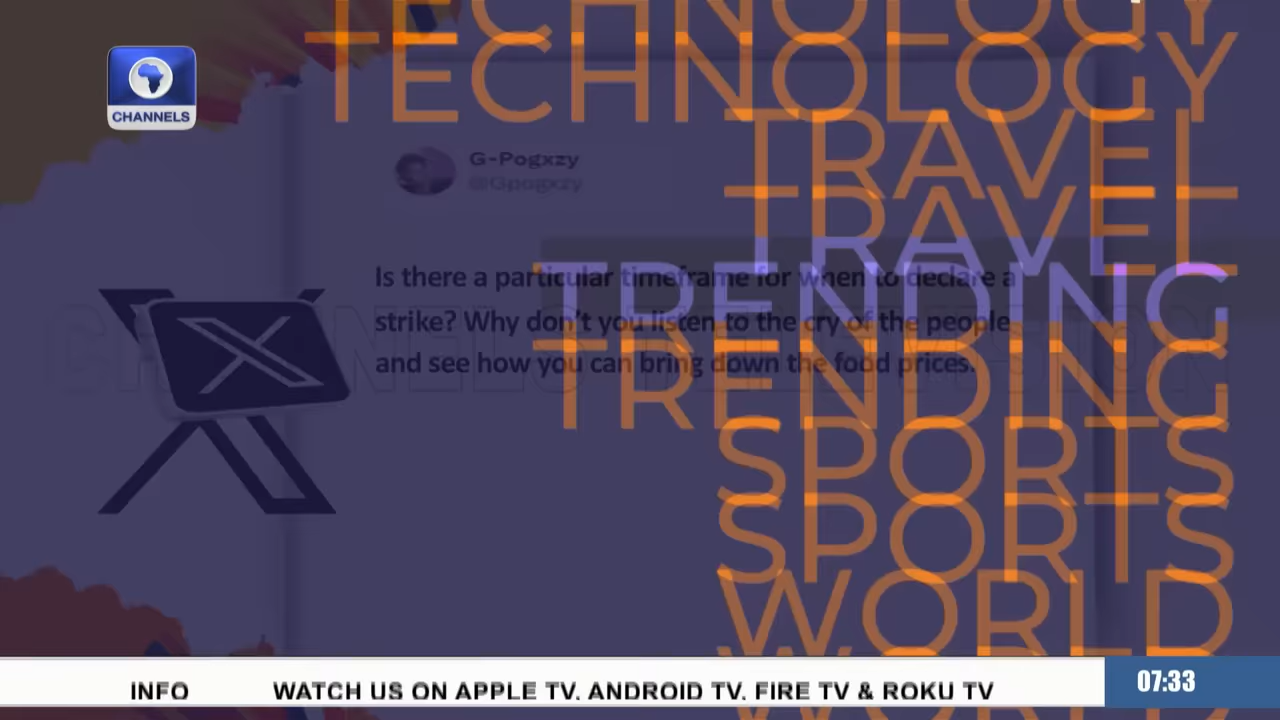 TECHNOLOGY
TECHNOLOGY
CHANNELS
TRAVEL
G-Pogxzy
@Gpogxzy
TRAVEL
TRENDING
Is there a particular timeframe for when to declare a
strike? Why don't you listen to the cry of the people
and see how you can bring down the food prices.
TRENDING
SPORTS
SPORTS
WORLD
WORLD
INFO WATCH US ON APPLE TV, ANDROID TV, FIRE TV & ROKU TV
07:33